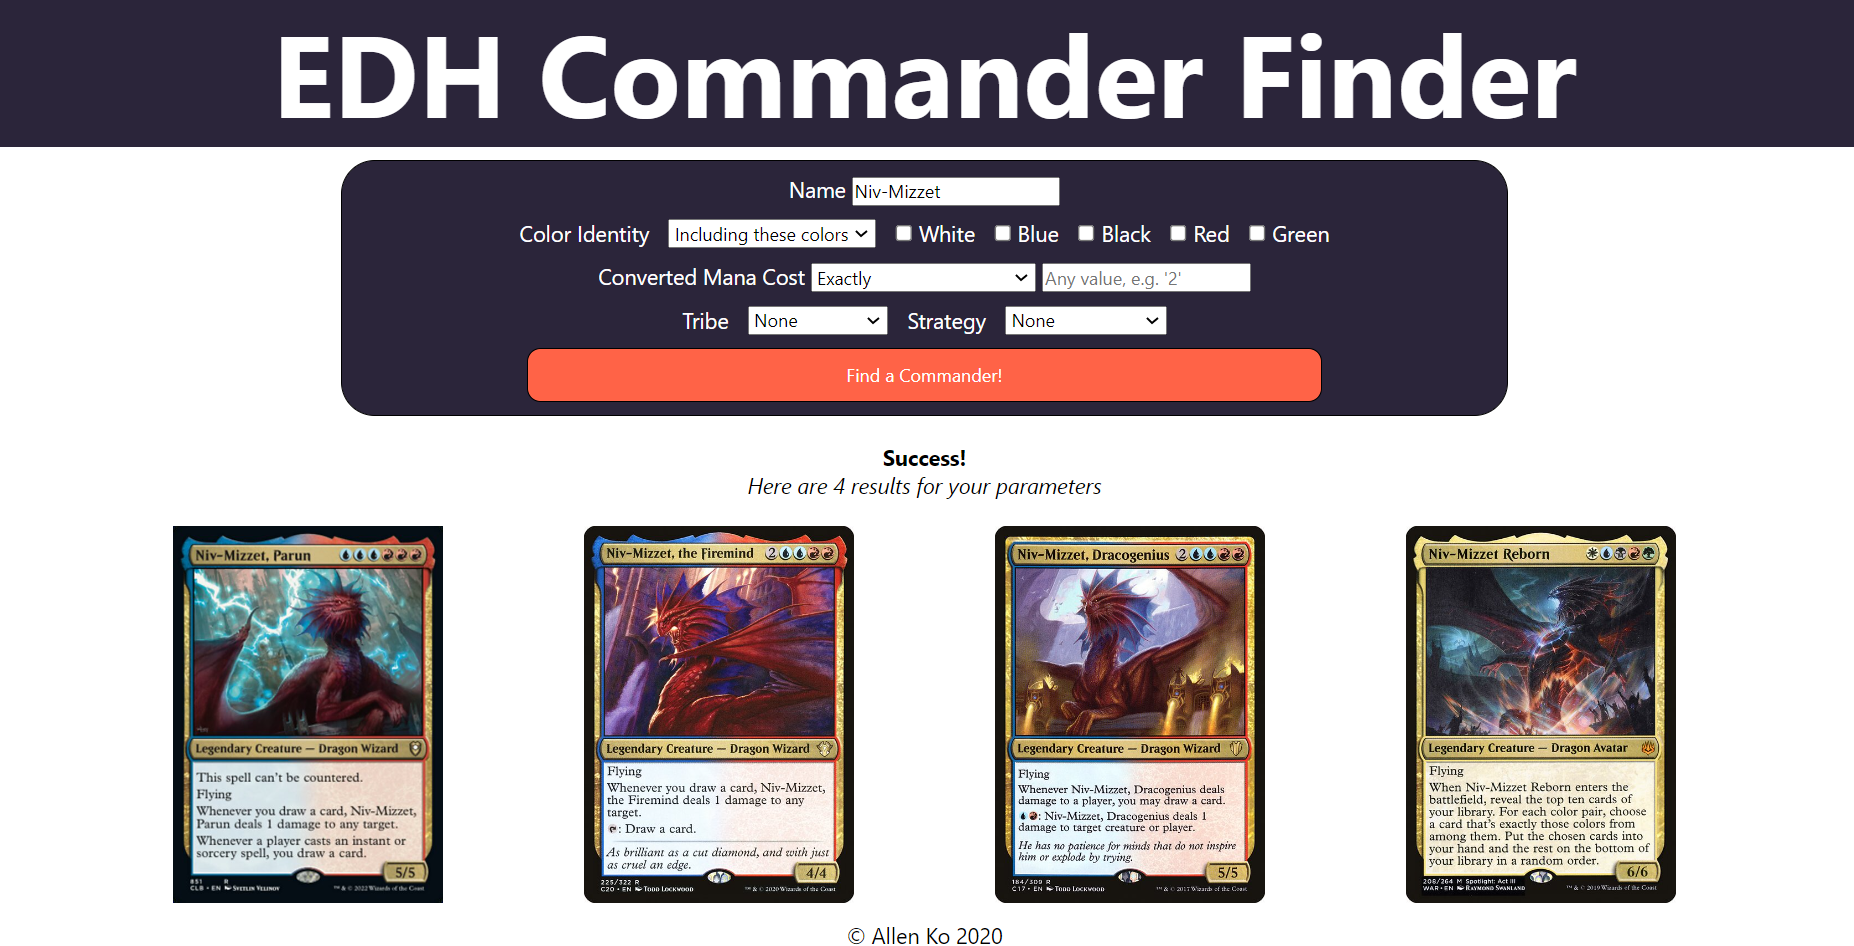 EDH Commander Finder
Name Niv-Mizzet
Color Identity Including these colors White Blue Black Red Green
Converted Mana Cost Exactly Any value, e.g. '2'
Tribe None Strategy None
Find a Commander!
Success!
Here are 4 results for your parameters
Niv-Mizzet, Parun
Legendary Creature — Dragon Wizard
This spell can't be countered.
Flying
Whenever you draw a card, Niv-Mizzet,
Parun deals 1 damage to any target.
Whenever a player casts an instant or
sorcery spell, you draw a card.
5/5
851 R
CLB • EN Svetlin Velinov ™ & © 2022 Wizards of the Coast
Niv-Mizzet, the Firemind 2
Legendary Creature — Dragon Wizard
Flying
Whenever you draw a card, Niv-Mizzet,
the Firemind deals 1 damage to any
target.
: Draw a card.
As brilliant as a cut diamond, and with just
as cruel an edge.
4/4
225/322 R
C20 • EN Todd Lockwood ™ & © 2020 Wizards of the Coast
Niv-Mizzet, Dracogenius 2
Legendary Creature — Dragon Wizard
Flying
Whenever Niv-Mizzet, Dracogenius deals
damage to a player, you may draw a card.
: Niv-Mizzet, Dracogenius deals 1
damage to target creature or player.
He has no patience for minds that do not inspire
him or explode by trying.
5/5
184/309 R
C17 • EN Todd Lockwood ™ & © 2017 Wizards of the Coast
Niv-Mizzet Reborn
Legendary Creature — Dragon Avatar
Flying
When Niv-Mizzet Reborn enters the
battlefield, reveal the top ten cards of
your library. For each color pair, choose
a card that's exactly those colors from
among them. Put the chosen cards into
your hand and the rest on the bottom of
your library in a random order.
6/6
208/264 M Spotlight: Act III
WAR • EN Raymond Swanland ™ & © 2019 Wizards of the Coast
© Allen Ko 2020